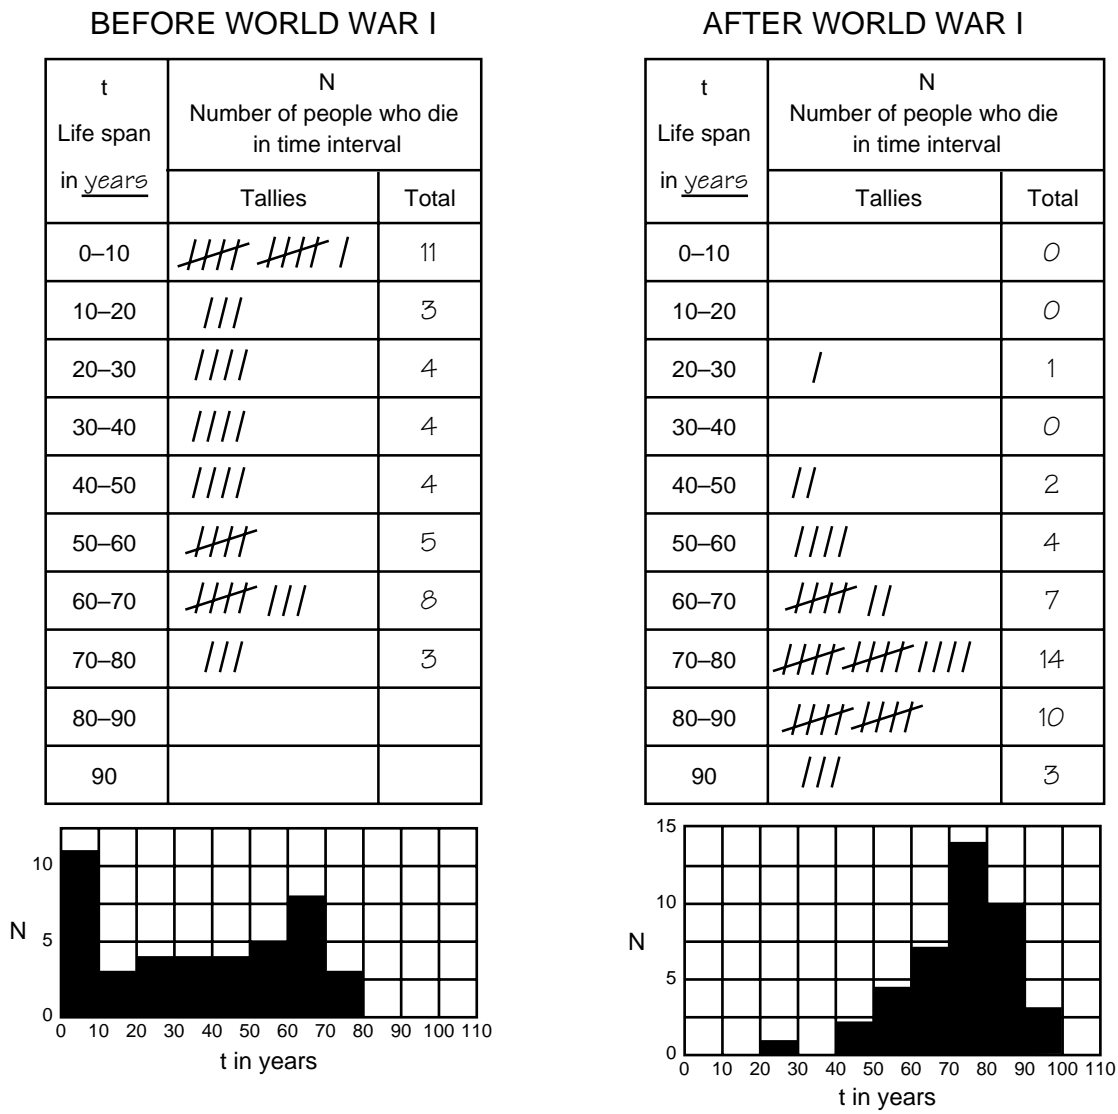 BEFORE WORLD WAR I
t
Life span
in years
N
Number of people who die
in time interval
Tallies
Total
0–10
11
10–20
3
20–30
4
30–40
4
40–50
4
50–60
5
60–70
8
70–80
3
80–90
90
10
N
5
0
0 10 20 30 40 50 60 70 80 90 100 110
t in years
AFTER WORLD WAR I
t
Life span
in years
N
Number of people who die
in time interval
Tallies
Total
0–10
0
10–20
0
20–30
1
30–40
0
40–50
2
50–60
4
60–70
7
70–80
14
80–90
10
90
3
15
10
N
5
0
0 10 20 30 40 50 60 70 80 90 100 110
t in years